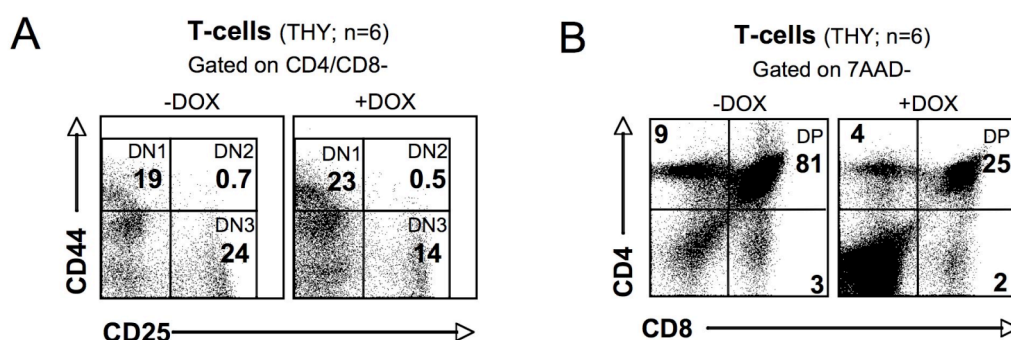 A
T-cells (THY; n=6)
Gated on CD4/CD8-
-DOX
+DOX
DN1
19
DN2
0.7
DN3
24
DN1
23
DN2
0.5
DN3
14
CD44
CD25
B
T-cells (THY; n=6)
Gated on 7AAD-
-DOX
+DOX
9
DP
81
3
4
DP
25
2
CD4
CD8